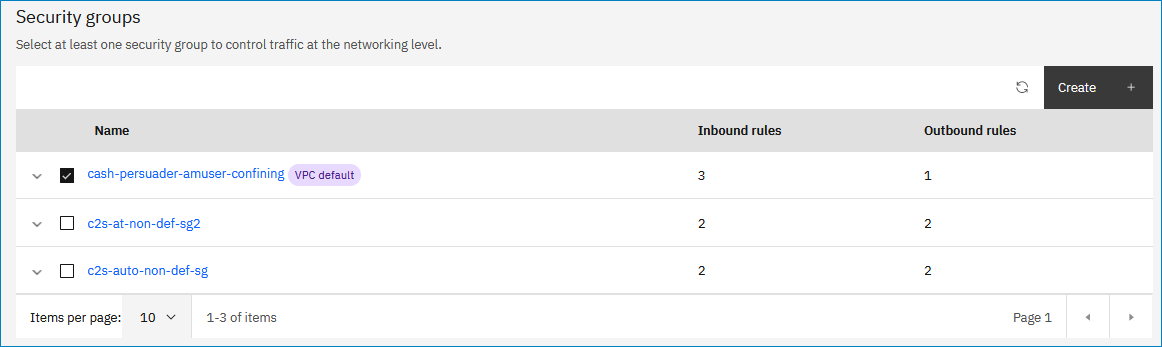 Security groups
Select at least one security group to control traffic at the networking level.
Create +
Name Inbound rules Outbound rules
cash-persuader-amuser-confining VPC default 3 1
c2s-at-non-def-sg2 2 2
c2s-auto-non-def-sg 2 2
Items per page: 10 1-3 of items Page 1